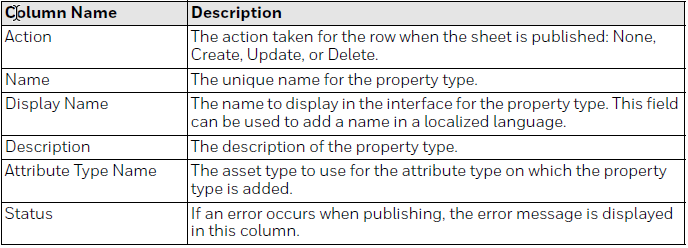 Column Name Description
Action The action taken for the row when the sheet is published: None,
Create, Update, or Delete.
Name The unique name for the property type.
Display Name The name to display in the interface for the property type. This field
can be used to add a name in a localized language.
Description The description of the property type.
Attribute Type Name The asset type to use for the attribute type on which the property
type is added.
Status If an error occurs when publishing, the error message is displayed
in this column.